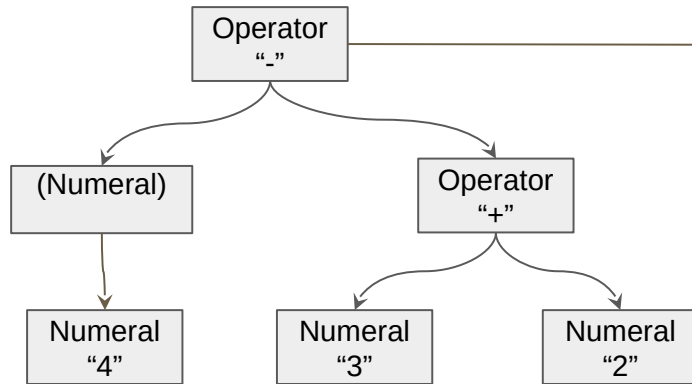 Operator
“-”
(Numeral)
Operator
“+”
Numeral
“4”
Numeral
“3”
Numeral
“2”